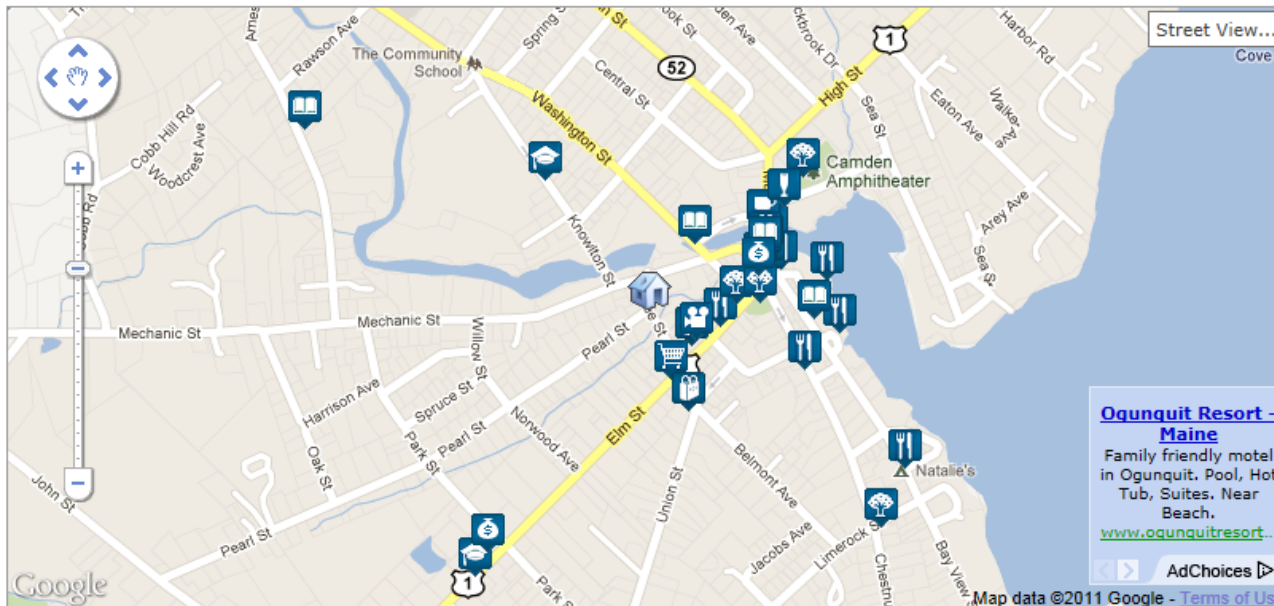 Ames
Rawson Ave
The Community
School
Spring St
Central St
52
1
High St
Harbor Rd
Street View...
Cove
Cobb Hill Rd
Woodcrest Ave
Washington St
Sea St
Eaton Ave
Walker Ave
Camden
Amphitheater
Arey Ave
Sea St
Knowlton St
Mechanic St
Mechanic St
Willow St
Pearl St
Harrison Ave
Spruce St
Pearl St
Norwood Ave
Elm St
Oak St
Park St
Union St
Belmont Ave
Natalie's
John St
Pearl St
Jacobs Ave
Limerock S
Bay View
Chestnu
Park S
1
Ogunquit Resort -
Maine
Family friendly motel
in Ogunquit. Pool, Hot
Tub, Suites. Near
Beach.
www.ogunquitresort...
AdChoices
Google
Map data ©2011 Google - Terms of Us